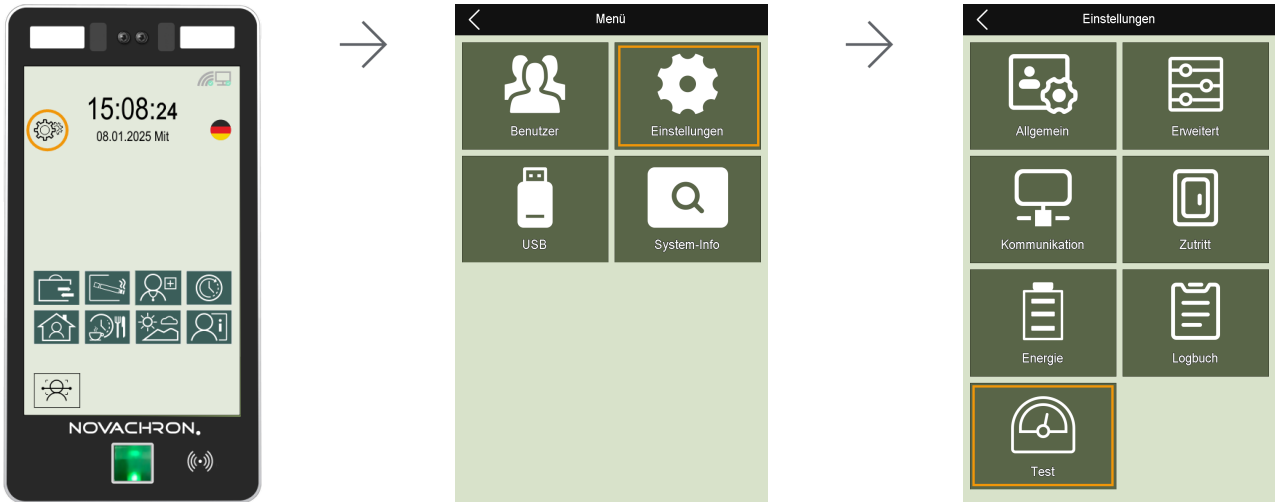 15:08:24
08.01.2025 Mit
NOVACHRON.
Menü
Benutzer
Einstellungen
USB
System-Info
Einstellungen
Allgemein
Erweitert
Kommunikation
Zutritt
Energie
Logbuch
Test